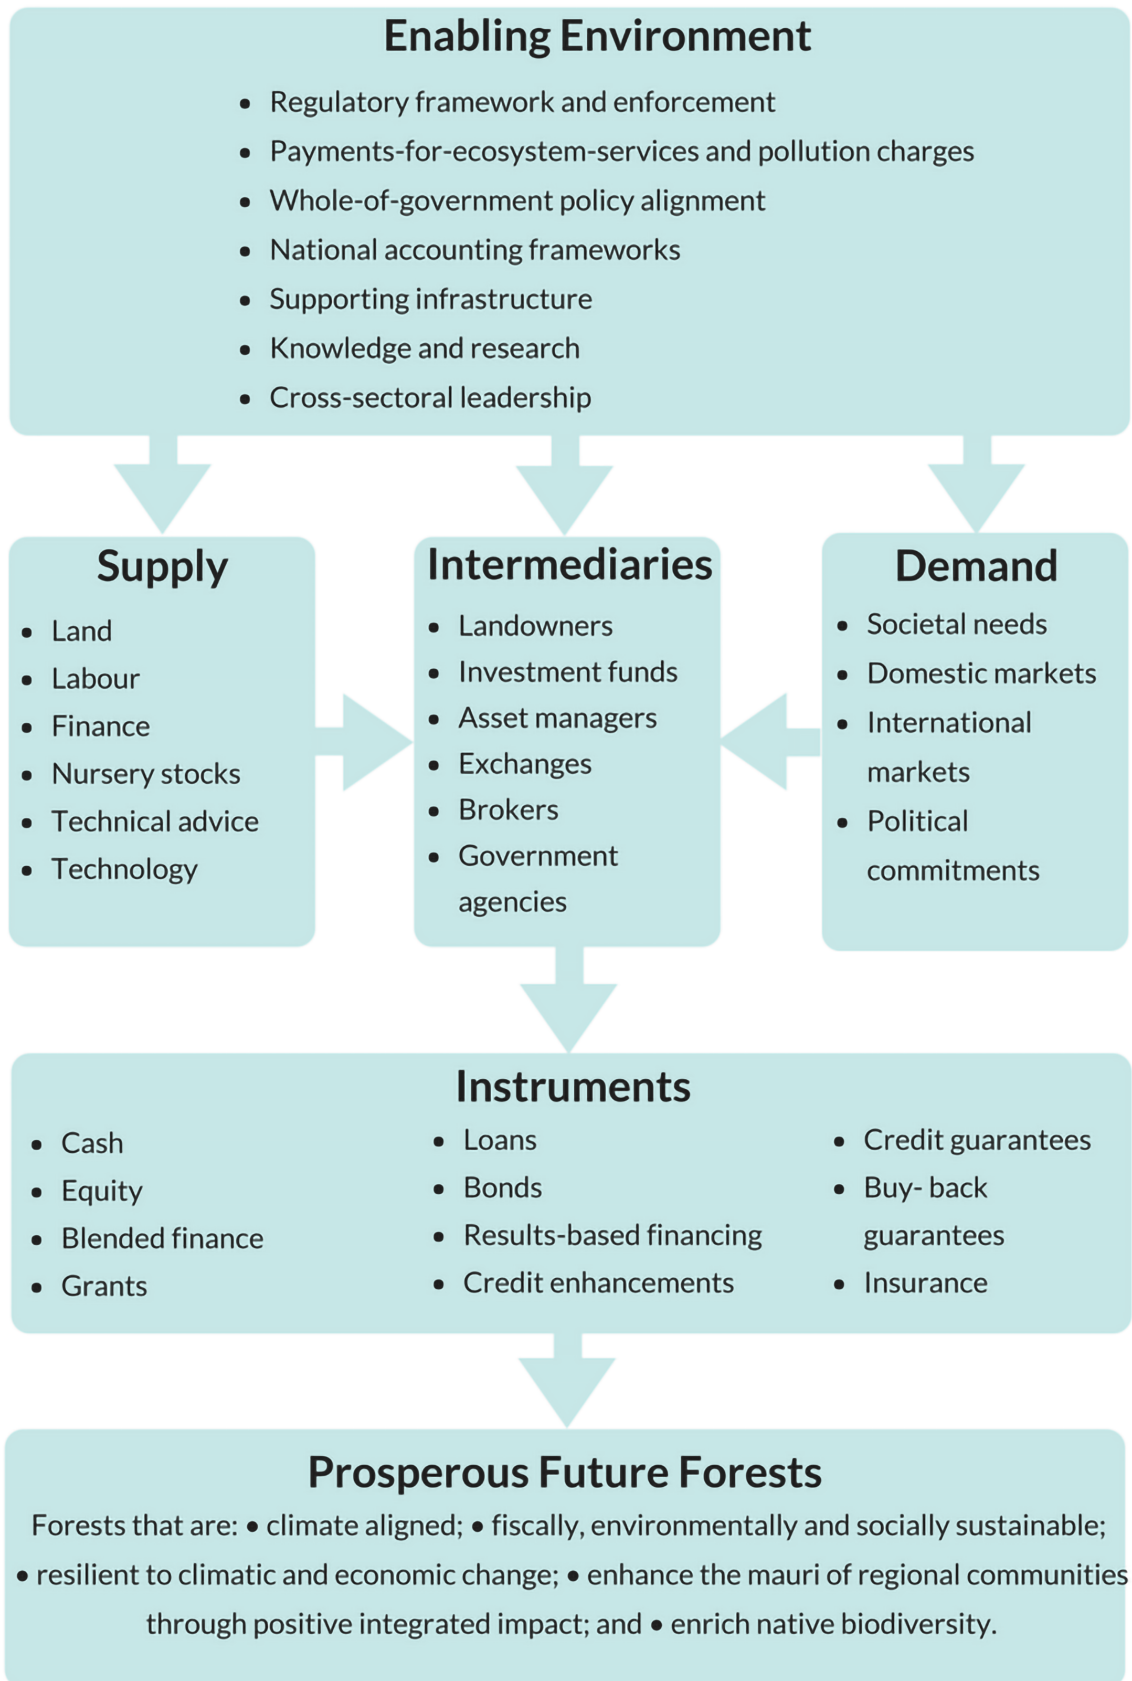 Enabling Environment
• Regulatory framework and enforcement
• Payments-for-ecosystem-services and pollution charges
• Whole-of-government policy alignment
• National accounting frameworks
• Supporting infrastructure
• Knowledge and research
• Cross-sectoral leadership
Supply
• Land
• Labour
• Finance
• Nursery stocks
• Technical advice
• Technology
Intermediaries
• Landowners
• Investment funds
• Asset managers
• Exchanges
• Brokers
• Government
agencies
Demand
• Societal needs
• Domestic markets
• International
markets
• Political
commitments
Instruments
• Cash
• Equity
• Blended finance
• Grants
• Loans
• Bonds
• Results-based financing
• Credit enhancements
• Credit guarantees
• Buy- back
guarantees
• Insurance
Prosperous Future Forests
Forests that are: • climate aligned; • fiscally, environmentally and socially sustainable;
• resilient to climatic and economic change; • enhance the mauri of regional communities
through positive integrated impact; and • enrich native biodiversity.